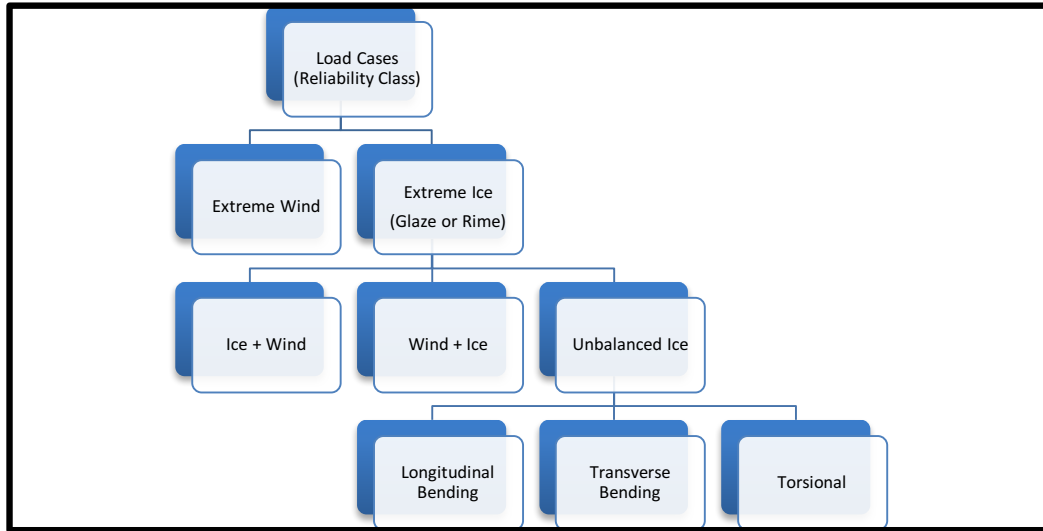 Load Cases
(Reliability Class)
Extreme Wind
Extreme Ice
(Glaze or Rime)
Ice + Wind
Wind + Ice
Unbalanced Ice
Longitudinal
Bending
Transverse
Bending
Torsional